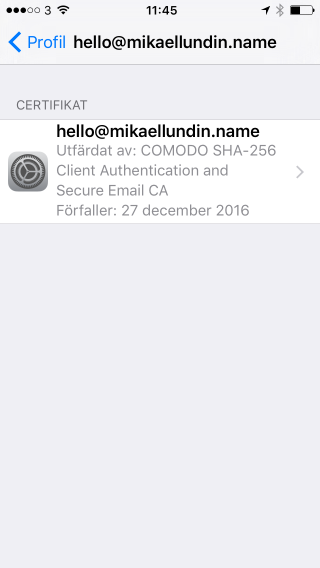 3 11:45
Profil hello@mikaellundin.name
CERTIFIKAT
hello@mikaellundin.name
Utfärdat av: COMODO SHA-256
Client Authentication and
Secure Email CA
Förfaller: 27 december 2016